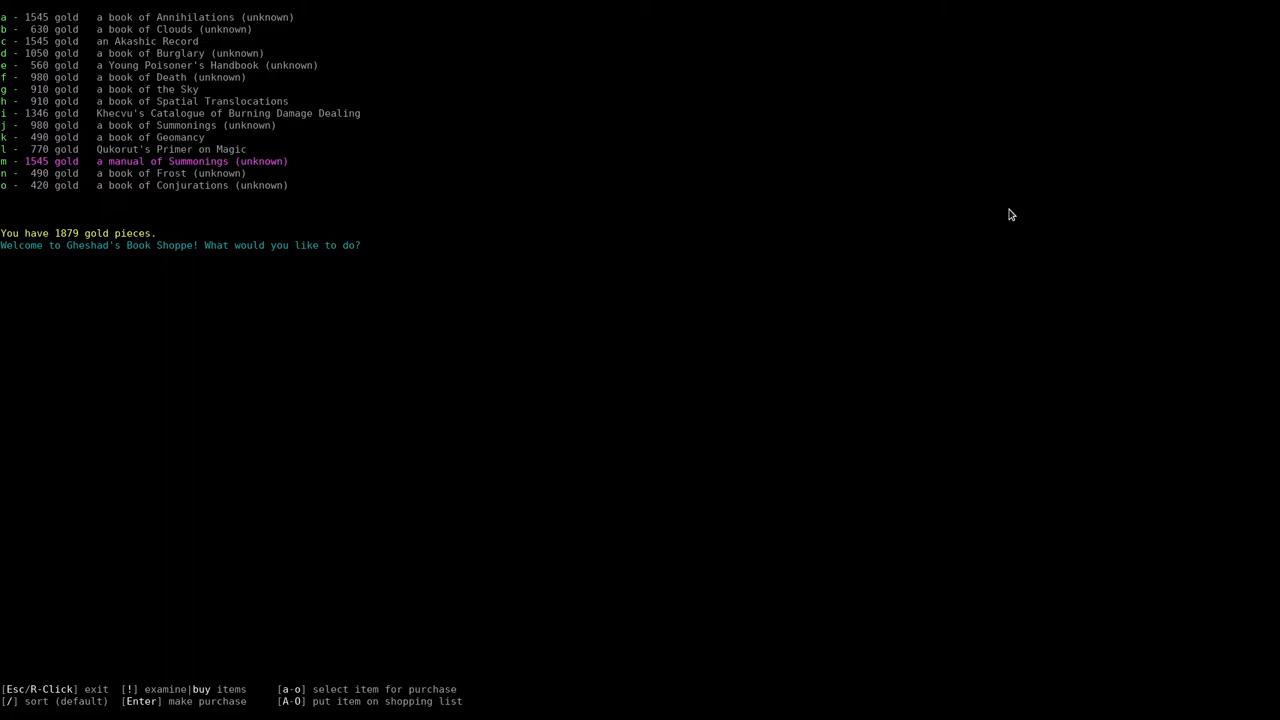 a - 1545 gold   a book of Annihilations (unknown)
b -  630 gold   a book of Clouds (unknown)
c - 1545 gold   an Akashic Record
d - 1050 gold   a book of Burglary (unknown)
e -  560 gold   a Young Poisoner's Handbook (unknown)
f -  980 gold   a book of Death (unknown)
g -  910 gold   a book of the Sky
h -  910 gold   a book of Spatial Translocations
i - 1346 gold   Khecvu's Catalogue of Burning Damage Dealing
j -  980 gold   a book of Summonings (unknown)
k -  490 gold   a book of Geomancy
l -  770 gold   Qukorut's Primer on Magic
m - 1545 gold   a manual of Summonings (unknown)
n -  490 gold   a book of Frost (unknown)
o -  420 gold   a book of Conjurations (unknown)
You have 1879 gold pieces.
Welcome to Gheshad's Book Shoppe! What would you like to do?
[Esc/R-Click] exit  [!] examine|buy items     [a-o] select item for purchase
[/] sort (default)  [Enter] make purchase     [A-O] put item on shopping list